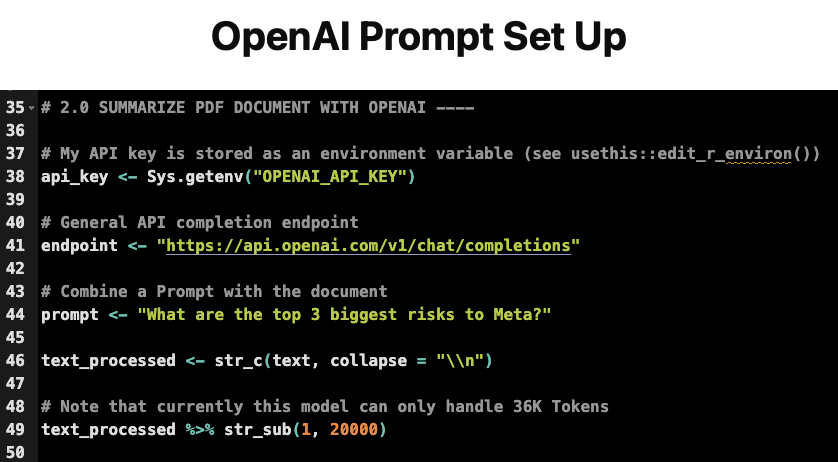 OpenAI Prompt Set Up
35 # 2.0 SUMMARIZE PDF DOCUMENT WITH OPENAI ----
36
37 # My API key is stored as an environment variable (see usethis::edit_r_environ())
38 api_key <- Sys.getenv("OPENAI_API_KEY")
39
40 # General API completion endpoint
41 endpoint <- "https://api.openai.com/v1/chat/completions"
42
43 # Combine a Prompt with the document
44 prompt <- "What are the top 3 biggest risks to Meta?"
45
46 text_processed <- str_c(text, collapse = "\\n")
47
48 # Note that currently this model can only handle 36K Tokens
49 text_processed %>% str_sub(1, 20000)
50